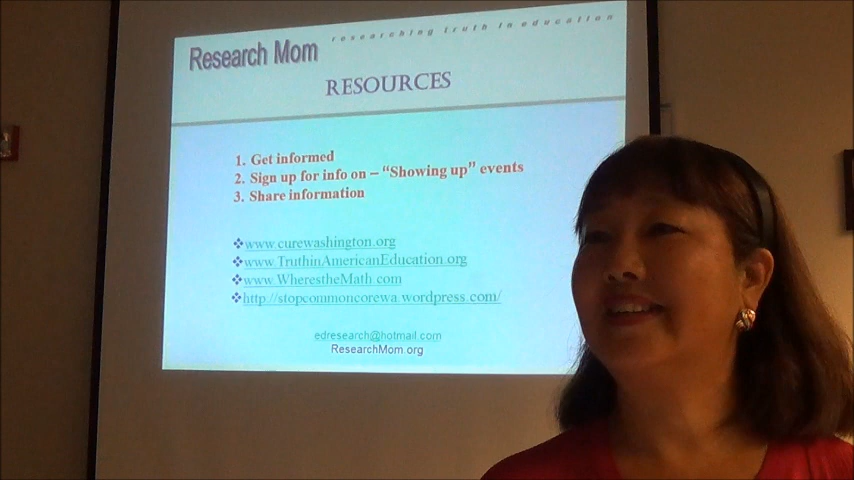 Research Mom
researching truth in education
RESOURCES
1. Get informed
2. Sign up for info on – “Showing up” events
3. Share information
❖www.curewashington.org
❖www.TruthinAmericanEducation.org
❖www.WherestheMath.com
❖http://stopcommoncorewa.wordpress.com/
edresearch@hotmail.com
ResearchMom.org